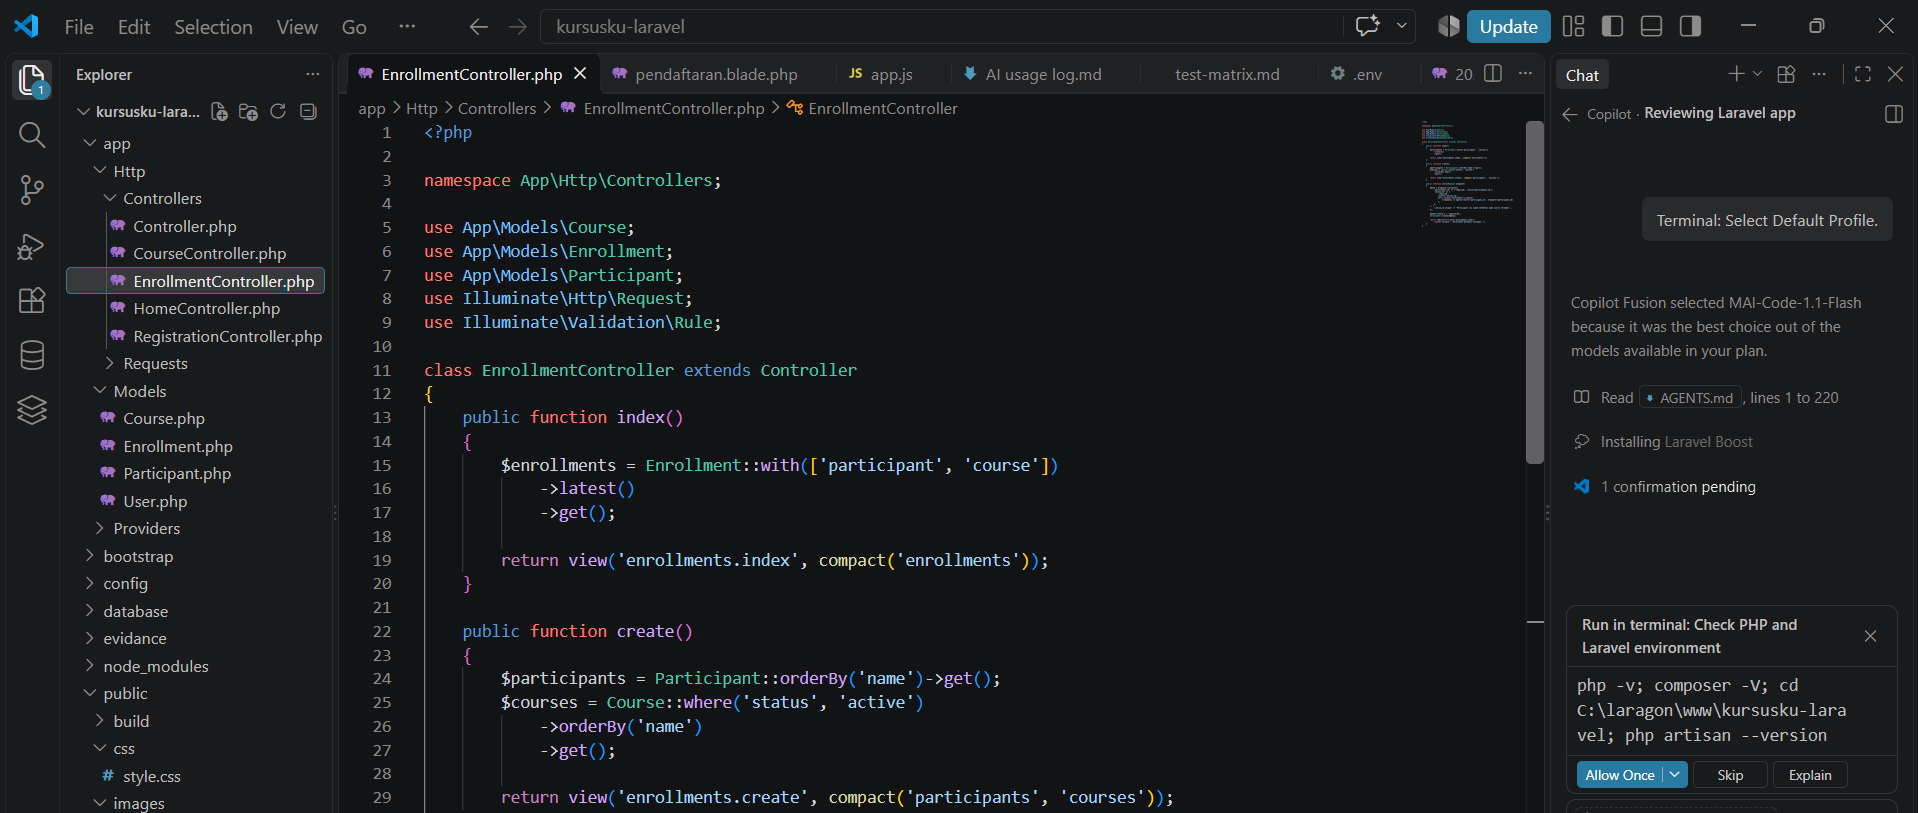 File Edit Selection View Go ··· kursusku-laravel Update
Explorer ···
EnrollmentController.php pendaftaran.blade.php JS app.js AI usage log.md test-matrix.md .env 20 ···
kursusku-lara...
app
Http
Controllers
Controller.php
CourseController.php
EnrollmentController.php
HomeController.php
RegistrationController.php
Requests
Models
Course.php
Enrollment.php
Participant.php
User.php
Providers
bootstrap
config
database
evidance
node_modules
public
build
css
# style.css
images
1
app > Http > Controllers > EnrollmentController.php > EnrollmentController
1 <?php
2
3 namespace App\Http\Controllers;
4
5 use App\Models\Course;
6 use App\Models\Enrollment;
7 use App\Models\Participant;
8 use Illuminate\Http\Request;
9 use Illuminate\Validation\Rule;
10
11 class EnrollmentController extends Controller
12 {
13 public function index()
14 {
15 $enrollments = Enrollment::with(['participant', 'course'])
16 ->latest()
17 ->get();
18
19 return view('enrollments.index', compact('enrollments'));
20 }
21
22 public function create()
23 {
24 $participants = Participant::orderBy('name')->get();
25 $courses = Course::where('status', 'active')
26 ->orderBy('name')
27 ->get();
28
29 return view('enrollments.create', compact('participants', 'courses'));
Chat ···
Copilot · Reviewing Laravel app
Terminal: Select Default Profile.
Copilot Fusion selected MAI-Code-1.1-Flash
because it was the best choice out of the
models available in your plan.
Read AGENTS.md, lines 1 to 220
Installing Laravel Boost
1 confirmation pending
Run in terminal: Check PHP and
Laravel environment
php -v; composer -V; cd
C:\laragon\www\kursusku-lara
vel; php artisan --version
Allow Once Skip Explain